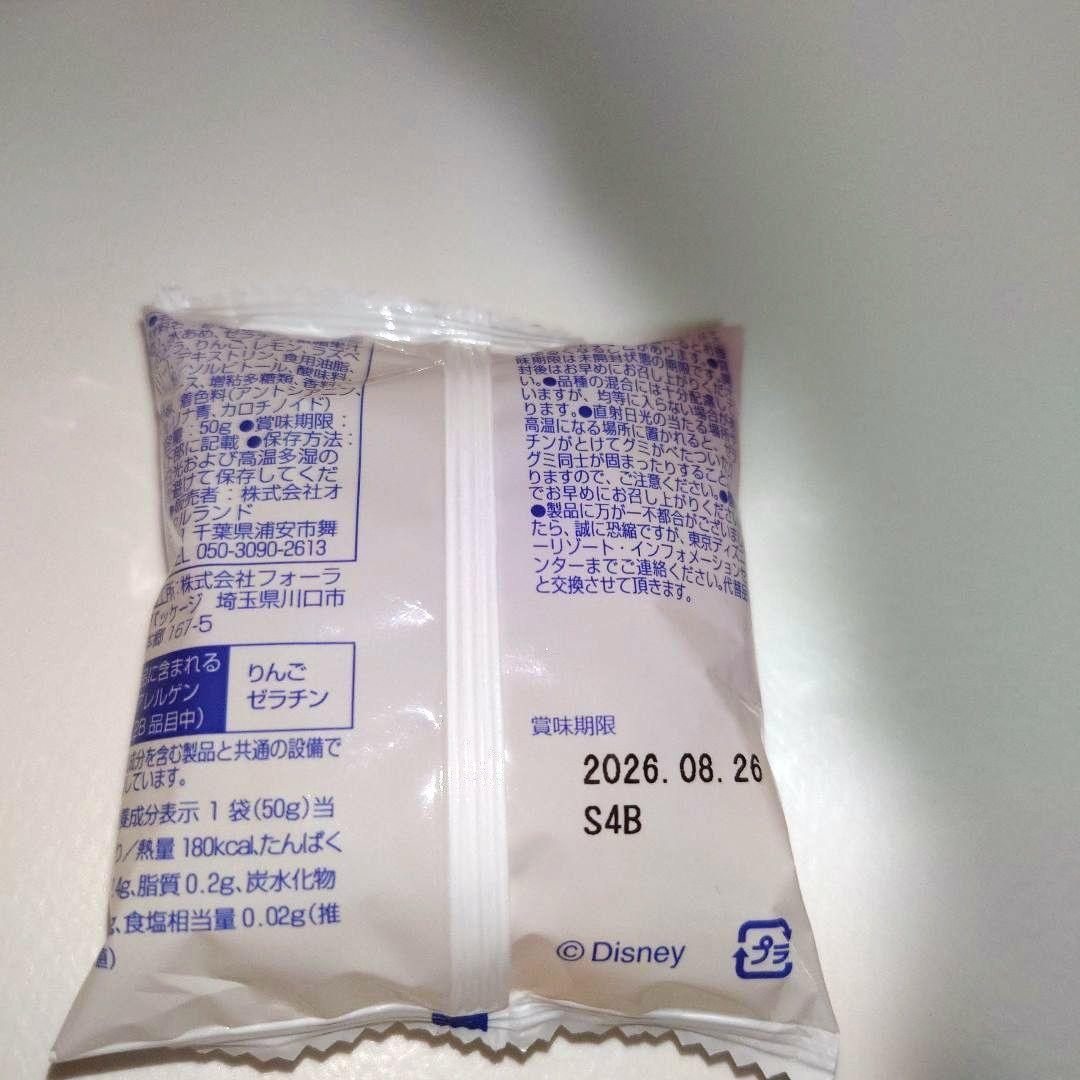 水あめ、ゼラ
りんご、レモン、ラズベ
キストリン、食用油脂、
ソルビトール、酸味料、
ス、増粘多糖類、香料、
着色料(アントシアニン、
ナ青、カロチノイド)
:50g ●賞味期限:
部に記載 ●保存方法:
光および高温多湿の
避けて保存してくだ
売者:株式会社オ
ルランド
千葉県浦安市舞
EL 050-3090-2613
株式会社フォーラ
パッケージ 埼玉県川口市
167-5
に含まれる
レルゲン
品目中)
りんご
ゼラチン
成分を含む製品と共通の設備で
しています。
養成分表示 1 袋(50g)当
り/熱量 180kcal、たんぱく
4g、脂質 0.2g、炭水化物
g、食塩相当量 0.02g(推
値)
味期限は未開封状態の期限です。
封後はお早めにお召し上がりくださ
い。●品種の混合には十分配慮
いますが、均等に入らない場合が
ります。●直射日光の当たる場所
高温になる場所に置かれると、
チンがとけてグミがべたついた
グミ同士が固まったりすること
りますので、ご注意ください。
でお早めにお召し上がりくだ
●製品に万が一不都合がございまし
たら、誠に恐縮ですが、東京ディズニ
ーリゾート・インフォメーションセ
ンターまでご連絡ください。代替品
と交換させて頂きます。
賞味期限
2026.08.26
S4B
© Disney
プラ